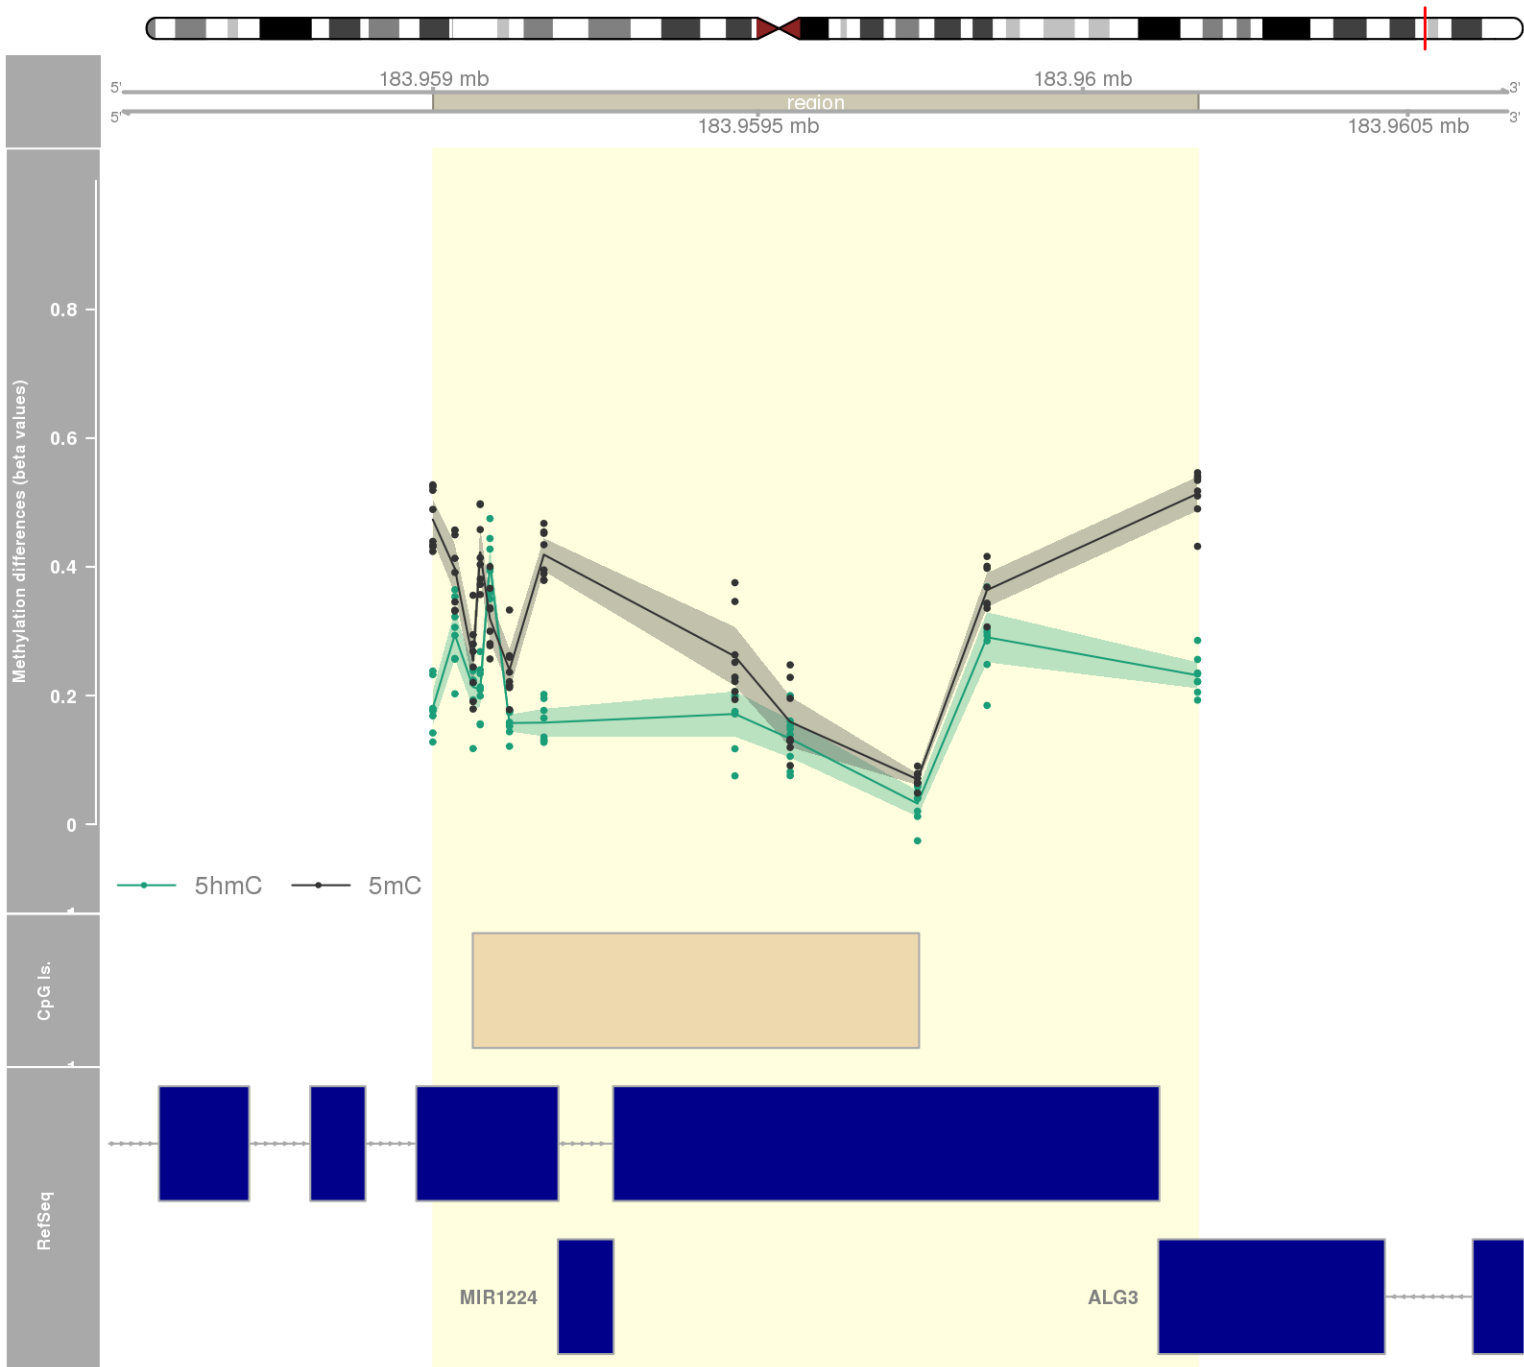 183.959 mb
183.96 mb
5'
3'
region
5'
3'
183.9595 mb
183.9605 mb
Methylation differences (beta values)
0.8
0.6
0.4
0.2
0
5hmC
5mC
CpG Is.
RefSeq
MIR1224
ALG3